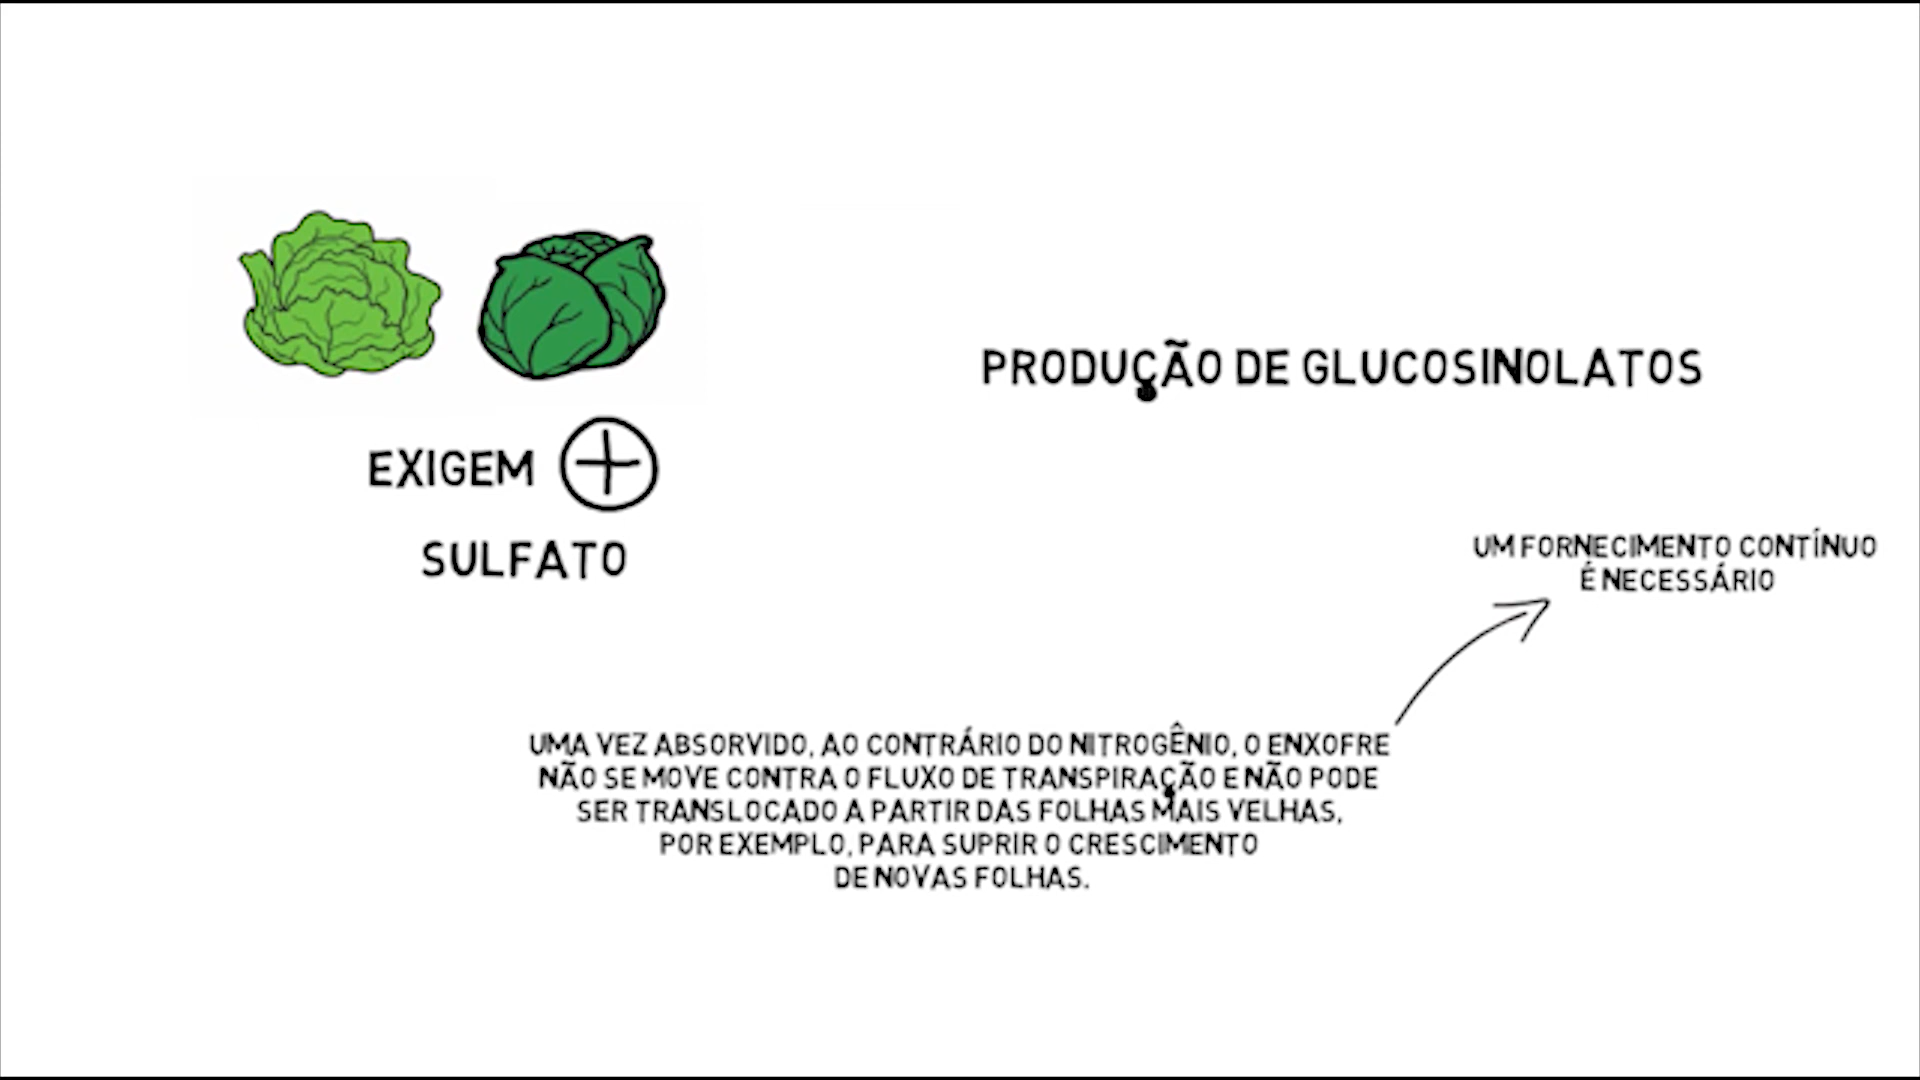 PRODUÇÃO DE GLUCOSINOLATOS
EXIGEM
SULFATO
UM FORNECIMENTO CONTÍNUO
É NECESSÁRIO
UMA VEZ ABSORVIDO, AO CONTRÁRIO DO NITROGÊNIO, O ENXOFRE
NÃO SE MOVE CONTRA O FLUXO DE TRANSPIRAÇÃO E NÃO PODE
SER TRANSLOCADO A PARTIR DAS FOLHAS MAIS VELHAS,
POR EXEMPLO, PARA SUPRIR O CRESCIMENTO
DE NOVAS FOLHAS.